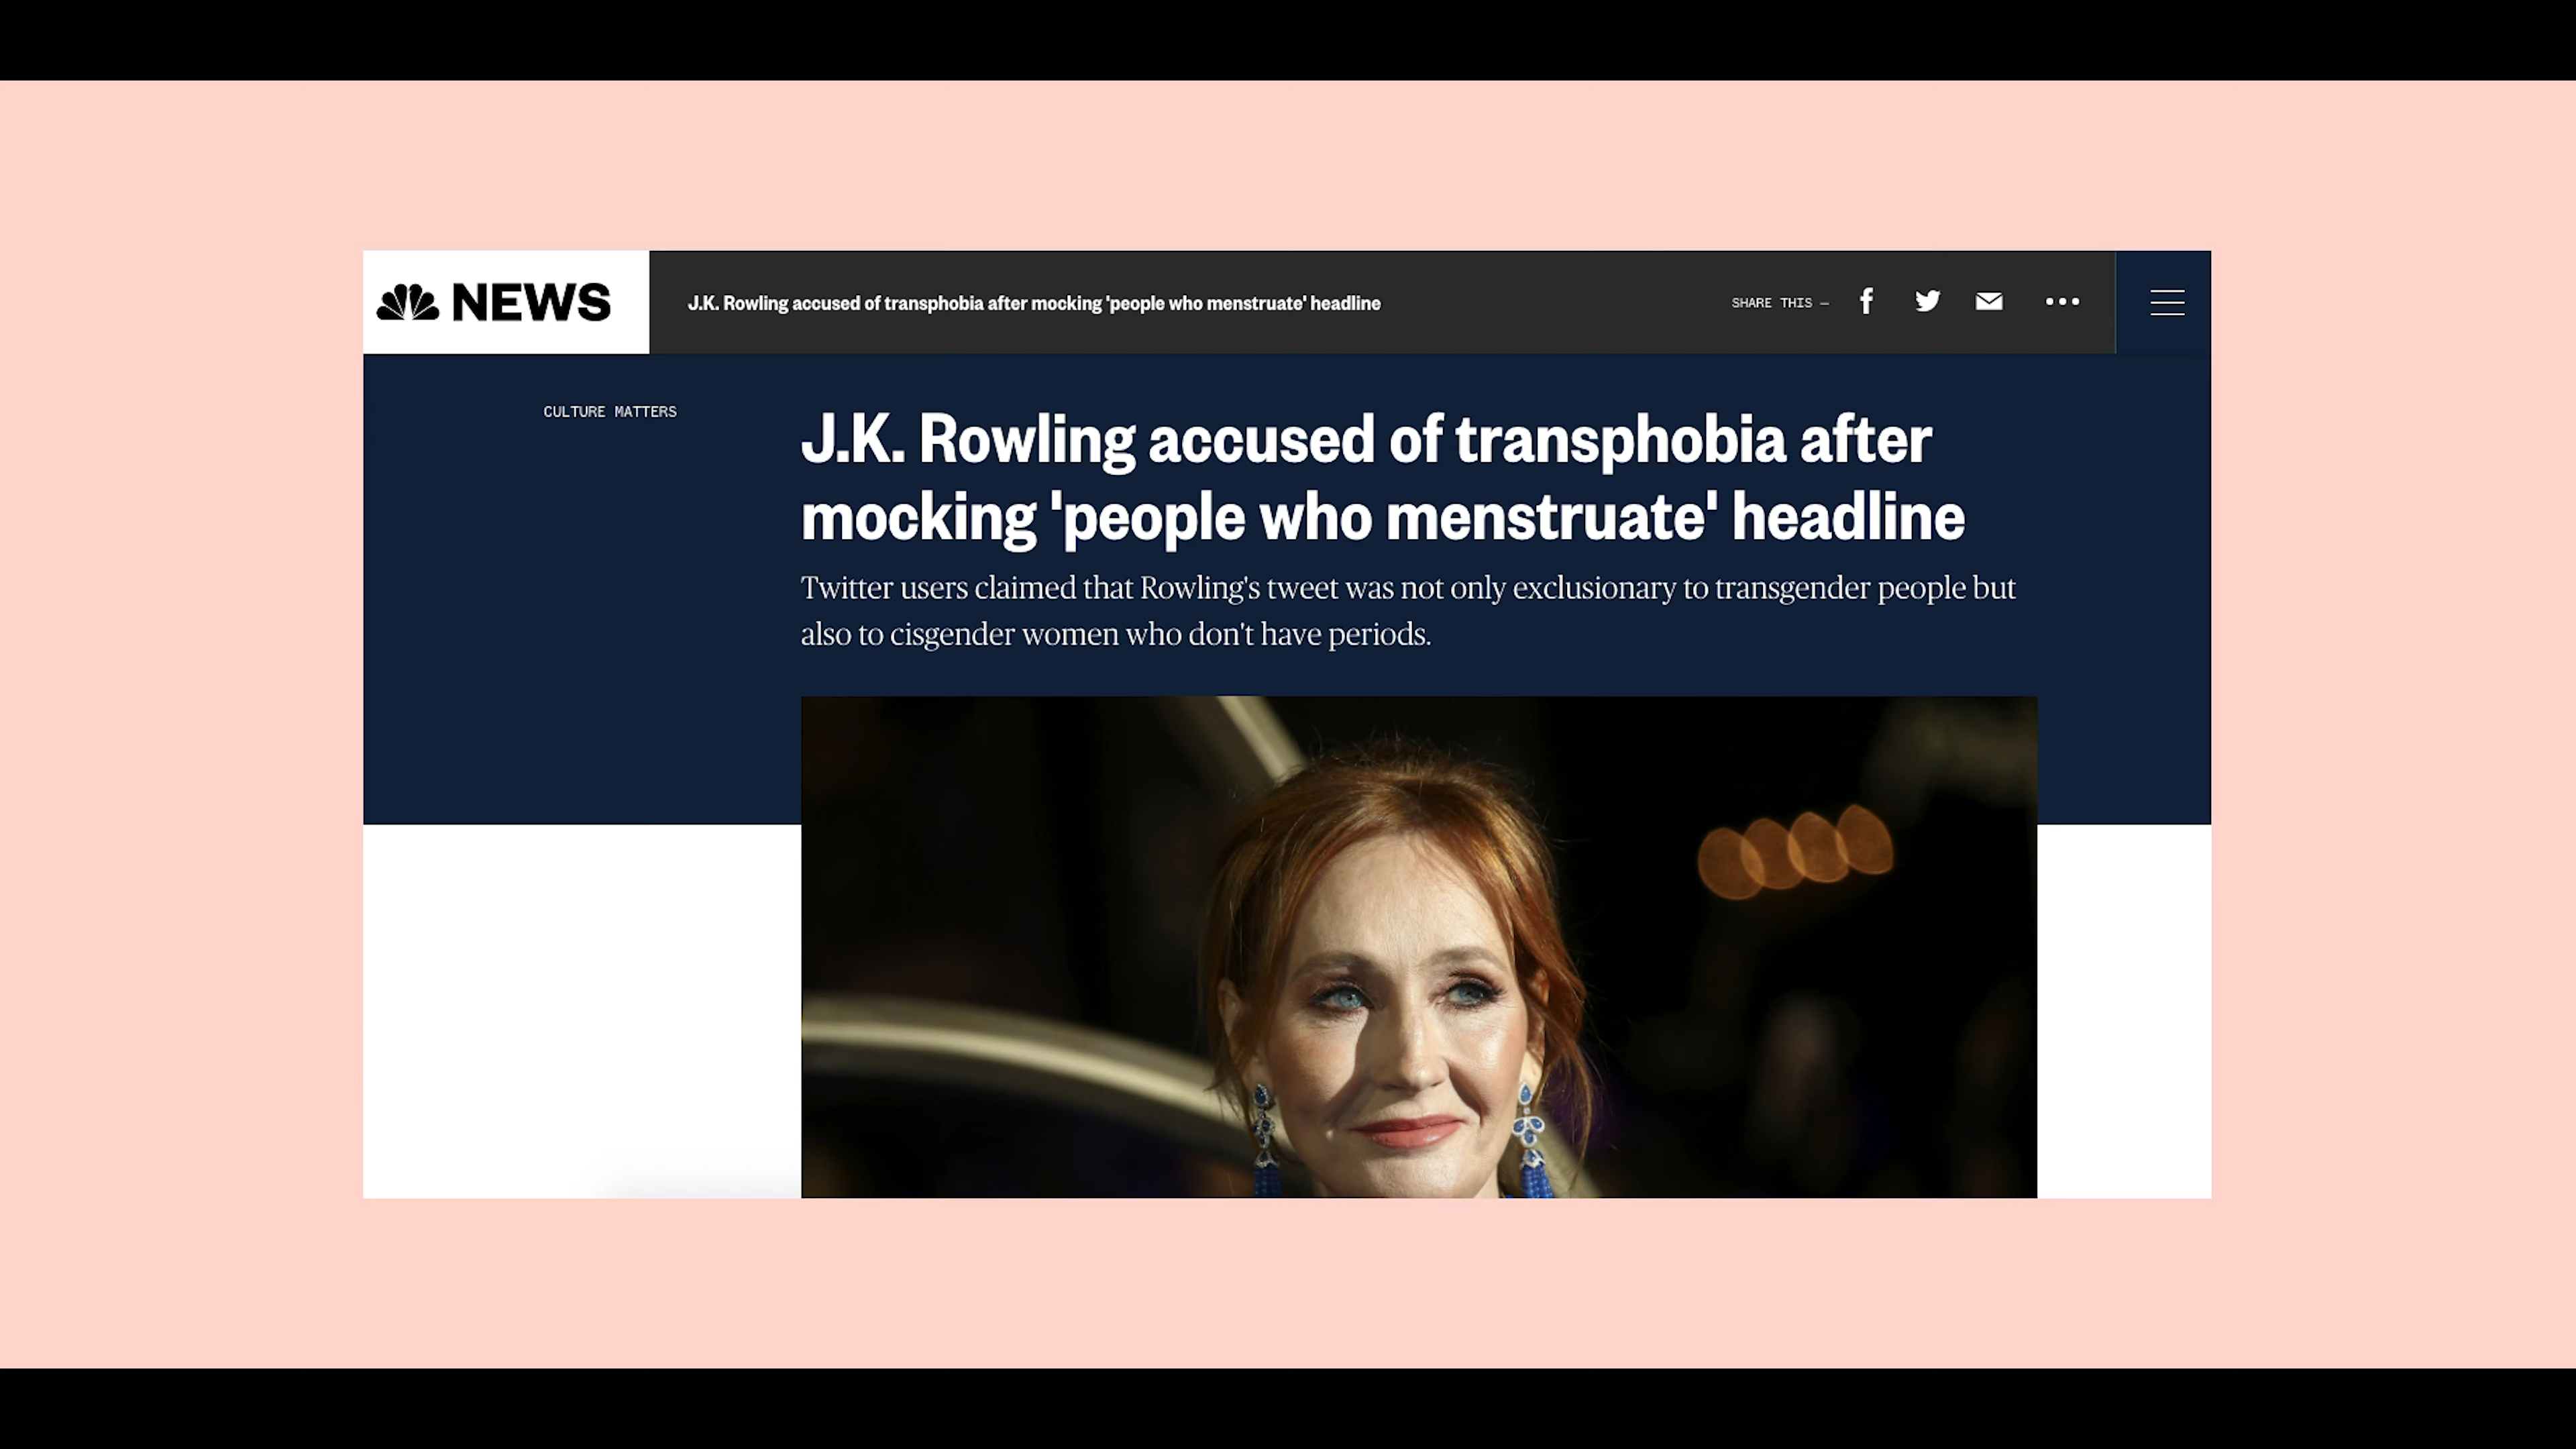 NEWS
J.K. Rowling accused of transphobia after mocking 'people who menstruate' headline
SHARE THIS —
CULTURE MATTERS
J.K. Rowling accused of transphobia after
mocking 'people who menstruate' headline
Twitter users claimed that Rowling's tweet was not only exclusionary to transgender people but
also to cisgender women who don't have periods.